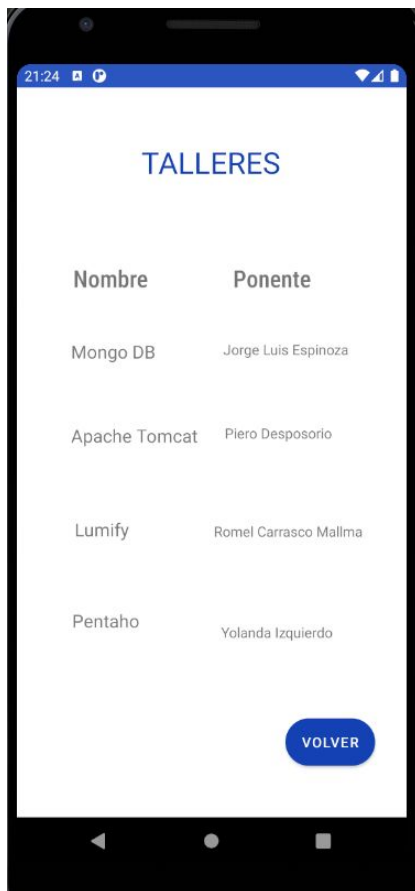 21:24
TALLERES
Nombre Ponente
Mongo DB Jorge Luis Espinoza
Apache Tomcat Piero Desposorio
Lumify Romel Carrasco Mallma
Pentaho Yolanda Izquierdo
VOLVER